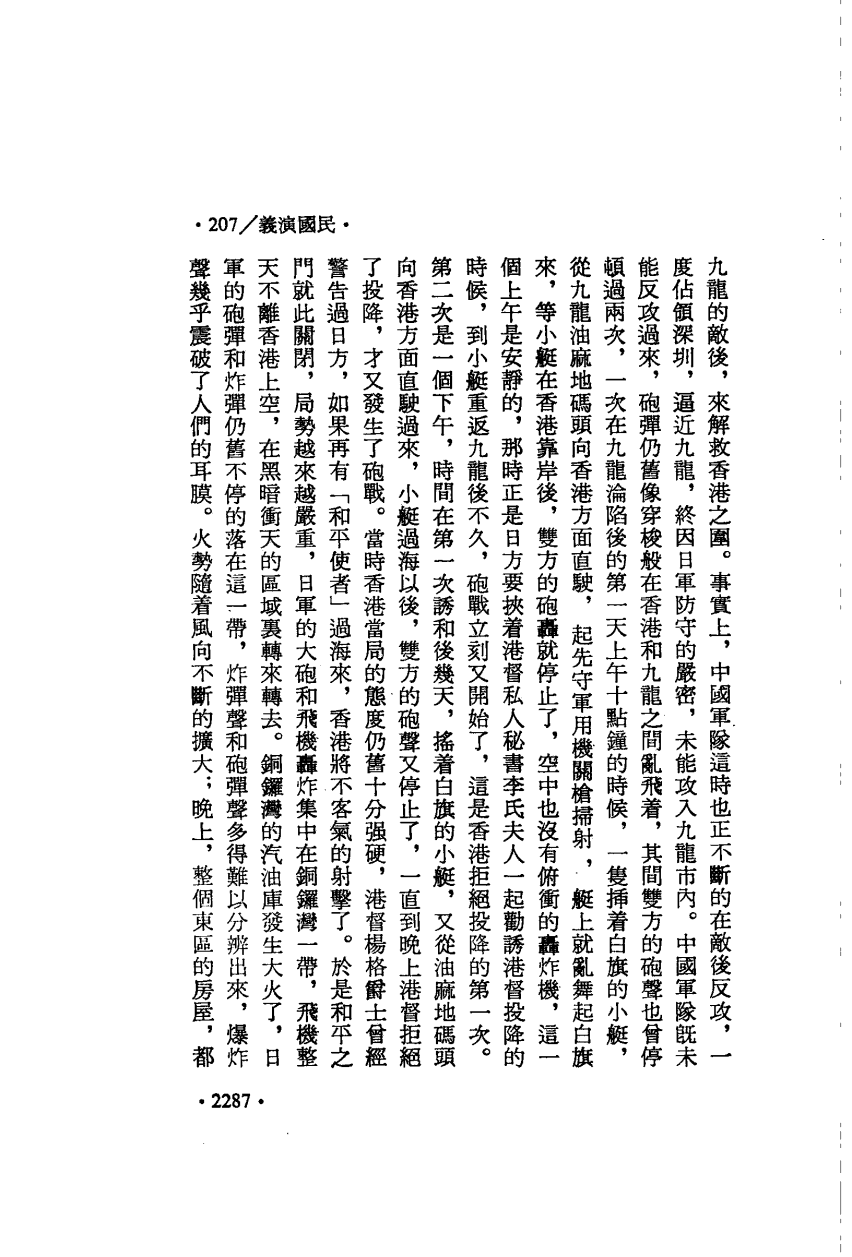 •207/義演國民•
九龍的敵後，來解救香港之圍。事實上，中國軍隊這時也正不斷的在敵後反攻，一
度佔領深圳，逼近九龍，終因日軍防守的嚴密，未能攻入九龍市內。中國軍隊既未
能反攻過來，砲彈仍舊像穿梭般在香港和九龍之間亂飛着，其間雙方的砲聲也曾停
頓過兩次，一次在九龍淪陷後的第一天上午十點鐘的時候，一隻揷着白旗的小艇，
從九龍油麻地碼頭向香港方面直駛，起先守軍用機關槍掃射，艇上就亂舞起白旗
來，等小艇在香港靠岸後，雙方的砲轟就停止了，空中也沒有俯衝的轟炸機，這一
個上午是安靜的，那時正是日方要挾着港督私人秘書李氏夫人一起勸誘港督投降的
時候，到小艇重返九龍後不久，砲戰立刻又開始了，這是香港拒絕投降的第一次。
第二次是一個下午，時間在第一次誘和後幾天，搖着白旗的小艇，又從油麻地碼頭
向香港方面直駛過來，小艇過海以後，雙方的砲聲又停止了，一直到晚上港督拒絕
了投降，才又發生了砲戰。當時香港當局的態度仍舊十分强硬，港督楊格爵士曾經
警告過日方，如果再有「和平使者」過海來，香港將不客氣的射擊了。於是和平之
門就此關閉，局勢越來越嚴重，日軍的大砲和飛機轟炸集中在銅鑼灣一帶，飛機整
天不離香港上空，在黑暗衝天的區域裏轉來轉去。銅鑼灣的汽油庫發生大火了，日
軍的砲彈和炸彈仍舊不停的落在這一帶，炸彈聲和砲彈聲多得難以分辨出來，爆炸
聲幾乎震破了人們的耳膜。火勢隨着風向不斷的擴大；晚上，整個東區的房屋，都
•2287•